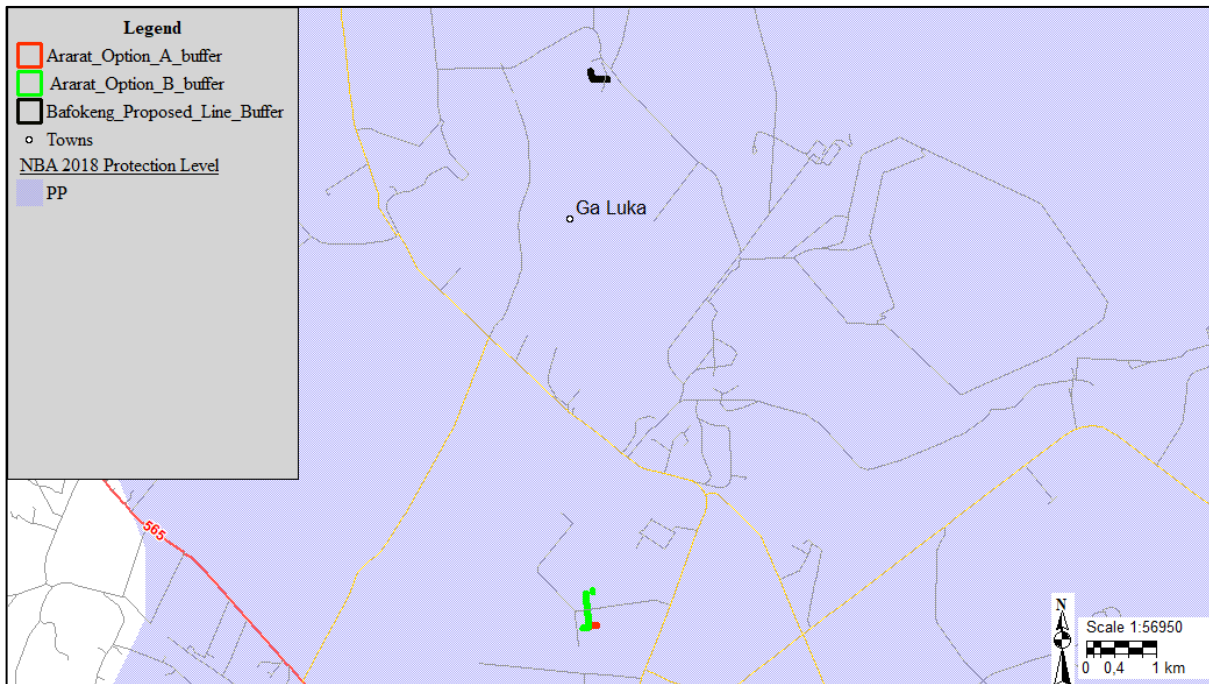 Legend
Ararat_Option_A_buffer
Ararat_Option_B_buffer
Bafokeng_Proposed_Line_Buffer
Towns
NBA 2018 Protection Level
PP
Ga Luka
565
N
Scale 1:56950
0 0,4 1 km